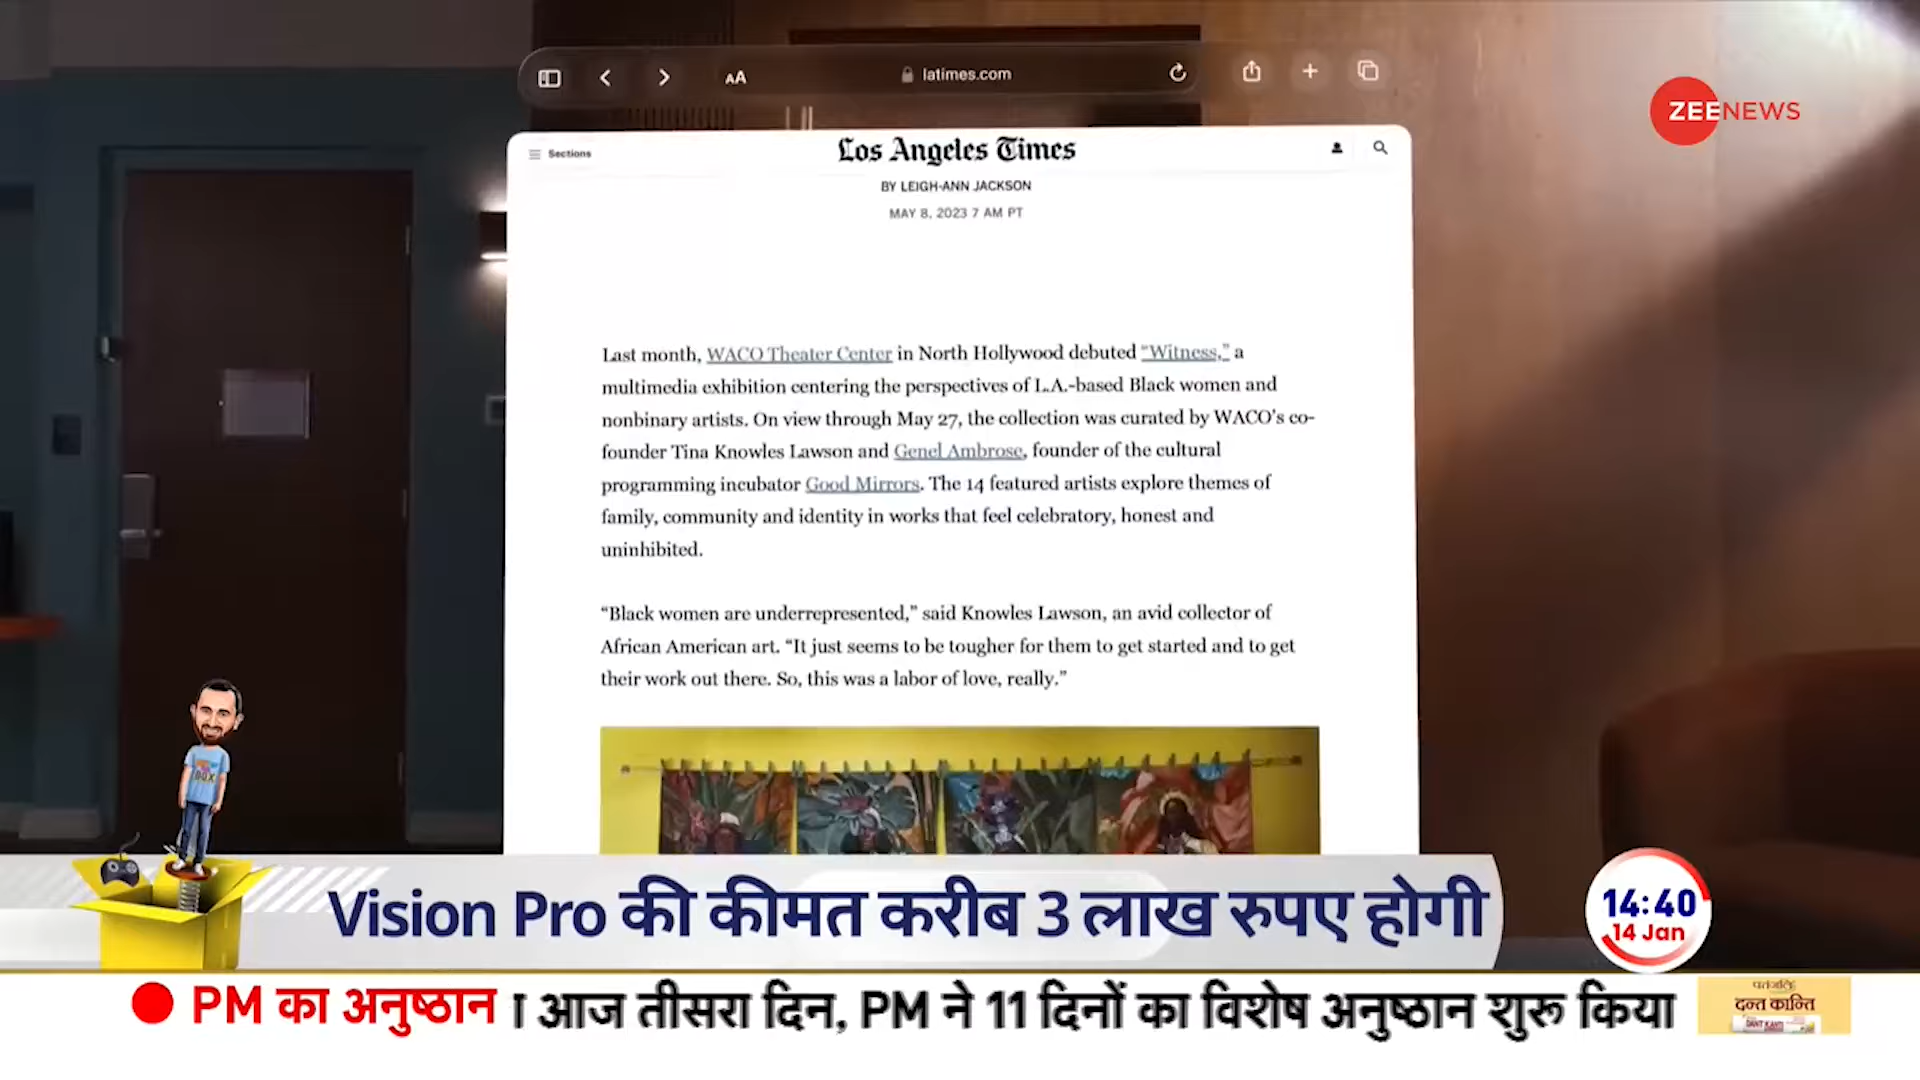 AA
latimes.com
ZEENEWS
Sections
Los Angeles Times
BY LEIGH-ANN JACKSON
MAY 8, 2023 7 AM PT
Last month, WACO Theater Center in North Hollywood debuted “Witness,” a
multimedia exhibition centering the perspectives of L.A.-based Black women and
nonbinary artists. On view through May 27, the collection was curated by WACO’s co-
founder Tina Knowles Lawson and Genel Ambrose, founder of the cultural
programming incubator Good Mirrors. The 14 featured artists explore themes of
family, community and identity in works that feel celebratory, honest and
uninhibited.
“Black women are underrepresented,” said Knowles Lawson, an avid collector of
African American art. “It just seems to be tougher for them to get started and to get
their work out there. So, this was a labor of love, really.”
BOX
Vision Pro की कीमत करीब 3 लाख रुपए होगी
14:40
14 Jan
PM का अनुष्ठान । आज तीसरा दिन, PM ने 11 दिनों का विशेष अनुष्ठान शुरू किया
पतंजलि
दन्त कान्ति
DANT KANTI